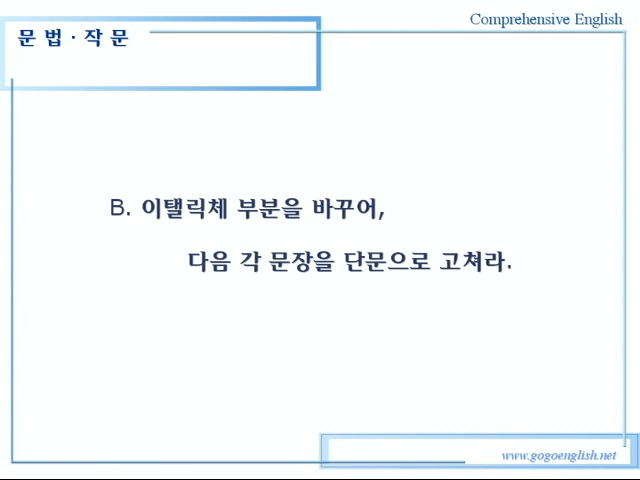 Comprehensive English
문 법 · 작 문
B. 이탤릭체 부분을 바꾸어,
다음 각 문장을 단문으로 고쳐라.
www.gogoenglish.net